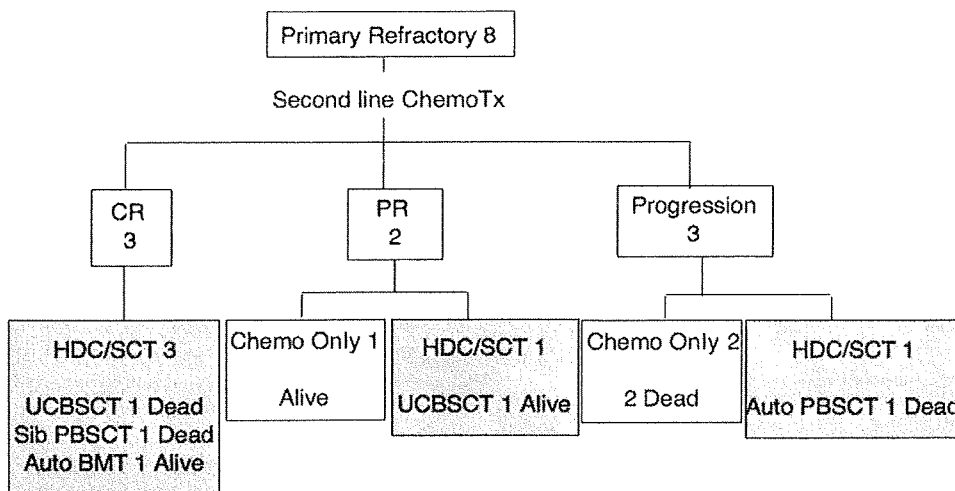 Primary Refractory 8
Second line ChemoTx
CR
3
PR
2
Progression
3
HDC/SCT 3
UCBSCT 1 Dead
Sib PBSCT 1 Dead
Auto BMT 1 Alive
Chemo Only 1
Alive
HDC/SCT 1
UCBSCT 1 Alive
Chemo Only 2
2 Dead
HDC/SCT 1
Auto PBSCT 1 Dead